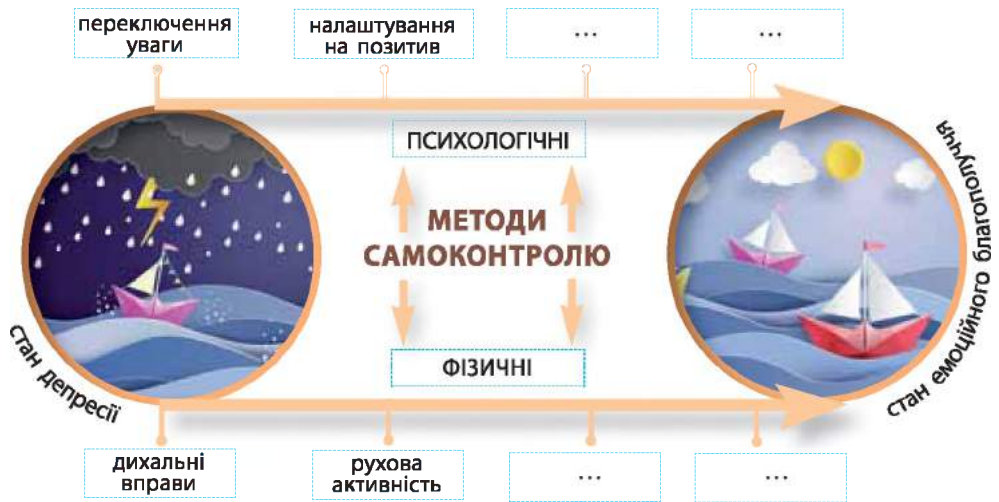 переключення
уваги
налаштування
на позитив
...
...
ПСИХОЛОГІЧНІ
МЕТОДИ
САМОКОНТРОЛЮ
ФІЗИЧНІ
стан депресії
стан емоційного благополуччя
дихальні
вправи
рухова
активність
...
...